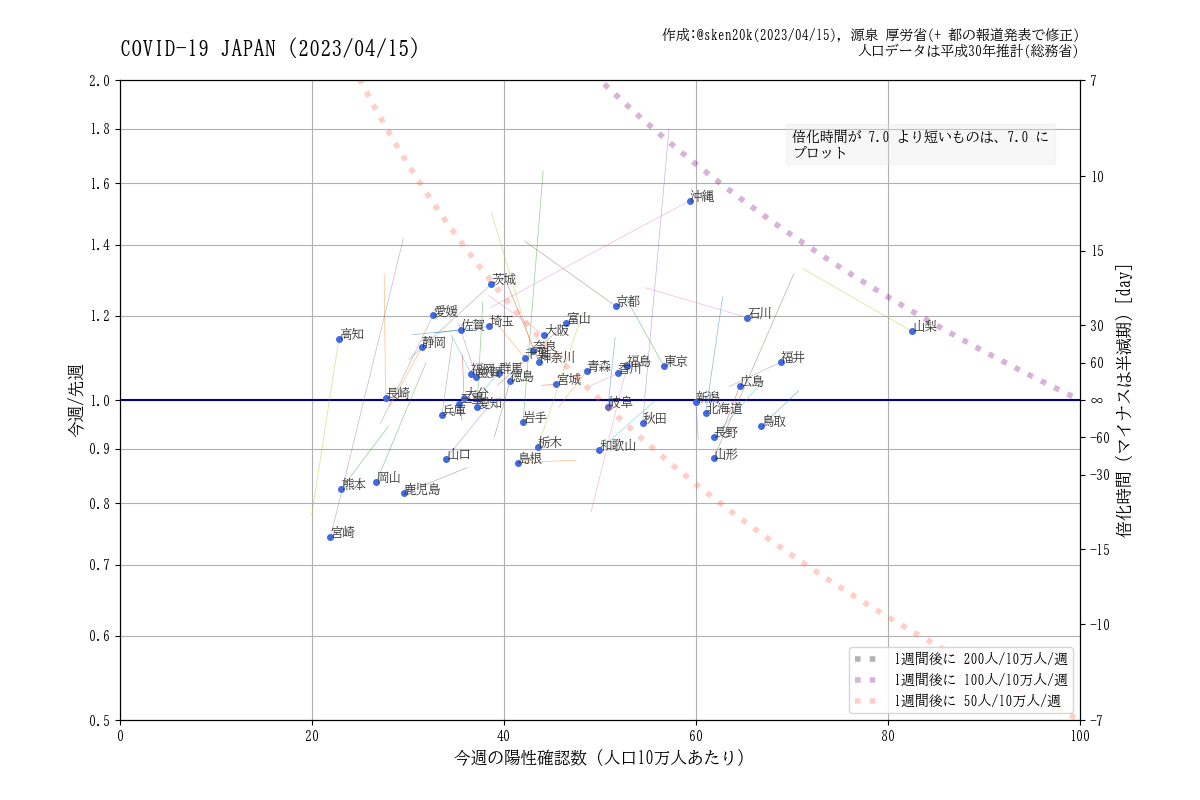 COVID-19 JAPAN (2023/04/15)
作成:@sken20k(2023/04/15), 源泉 厚労省(+ 都の報道発表で修正)
人口データは平成30年推計(総務省)
2.0
1.8
1.6
1.4
1.2
1.0
0.9
0.8
0.7
0.6
0.5
今週/先週
倍化時間が 7.0 より短いものは、7.0 に
プロット
沖縄
茨城
京都
愛媛
佐賀
埼玉
富山
石川
大阪
山梨
高知
静岡
奈良
神奈川
福島
東京
福井
群馬
青森
香川
徳島
宮城
広島
長崎
大分
愛知
新潟
兵庫
岐阜
北海道
岩手
秋田
鳥取
長野
栃木
和歌山
山口
島根
山形
熊本
岡山
鹿児島
宮崎
7
10
15
30
60
∞
-60
-30
-15
-10
-7
倍化時間 (マイナスは半減期) [day]
1週間後に 200人/10万人/週
1週間後に 100人/10万人/週
1週間後に 50人/10万人/週
0
20
40
60
80
100
今週の陽性確認数 (人口10万人あたり)